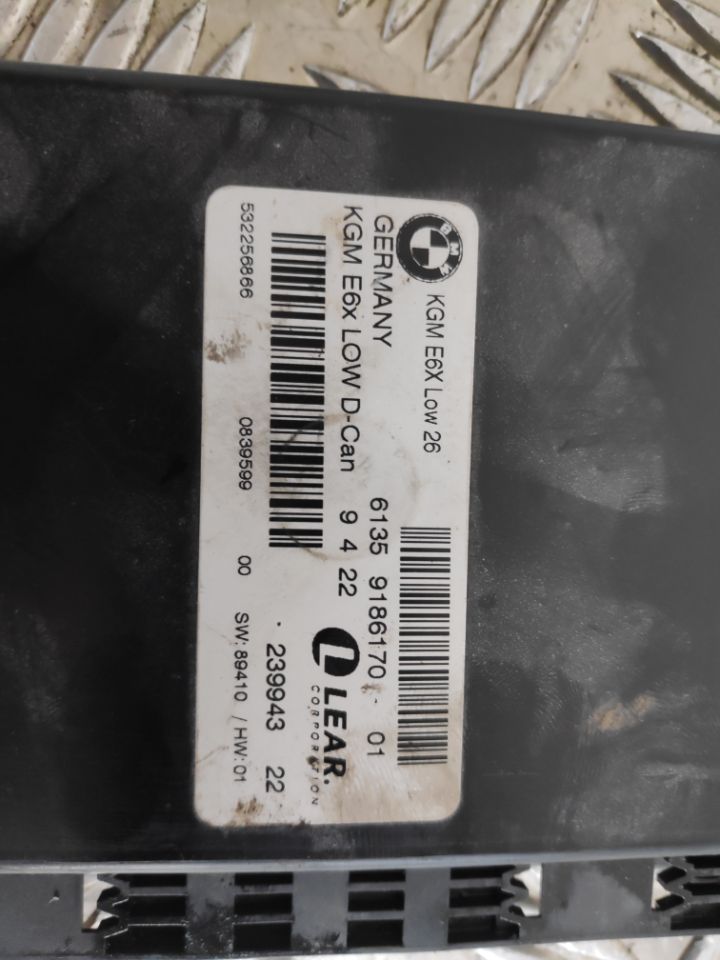 BMW
KGM E6X Low 26
GERMANY 6135 9186170 · 01
KGM E6x LOW D-Can 9 4 22
LEAR.
CORPORATION
· 239943 22
532256866 0839599 00 SW: 89410 / HW: 01